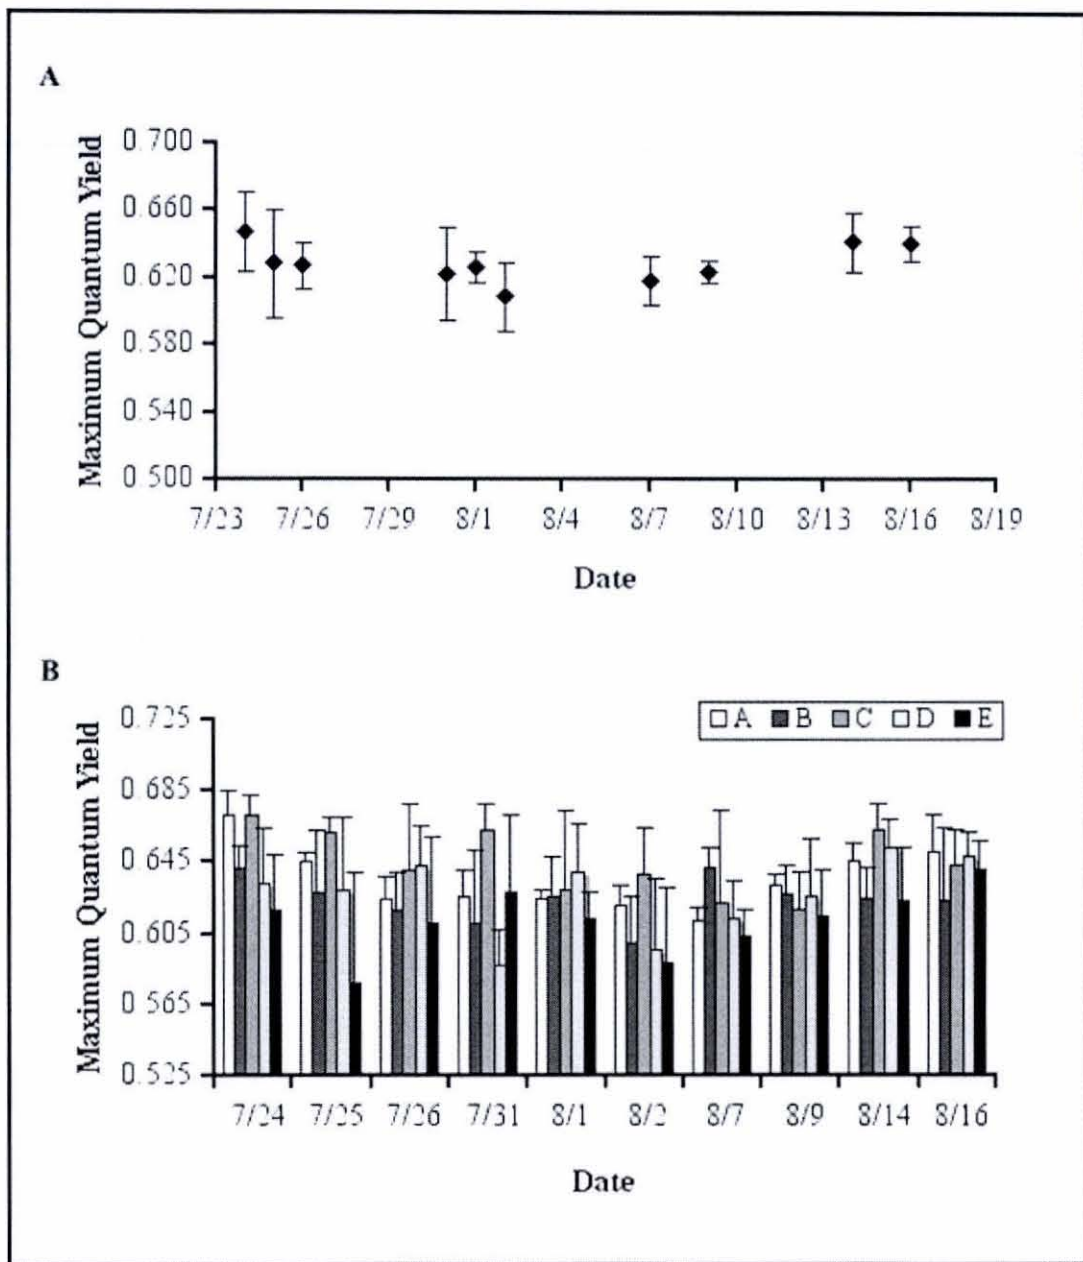 A
Maximum Quantum Yield
0.700
0.660
0.620
0.580
0.540
0.500
7/23 7/26 7/29 8/1 8/4 8/7 8/10 8/13 8/16 8/19
Date
B
Maximum Quantum Yield
A B C D E
0.725
0.685
0.645
0.605
0.565
0.525
7/24 7/25 7/26 7/31 8/1 8/2 8/7 8/9 8/14 8/16
Date